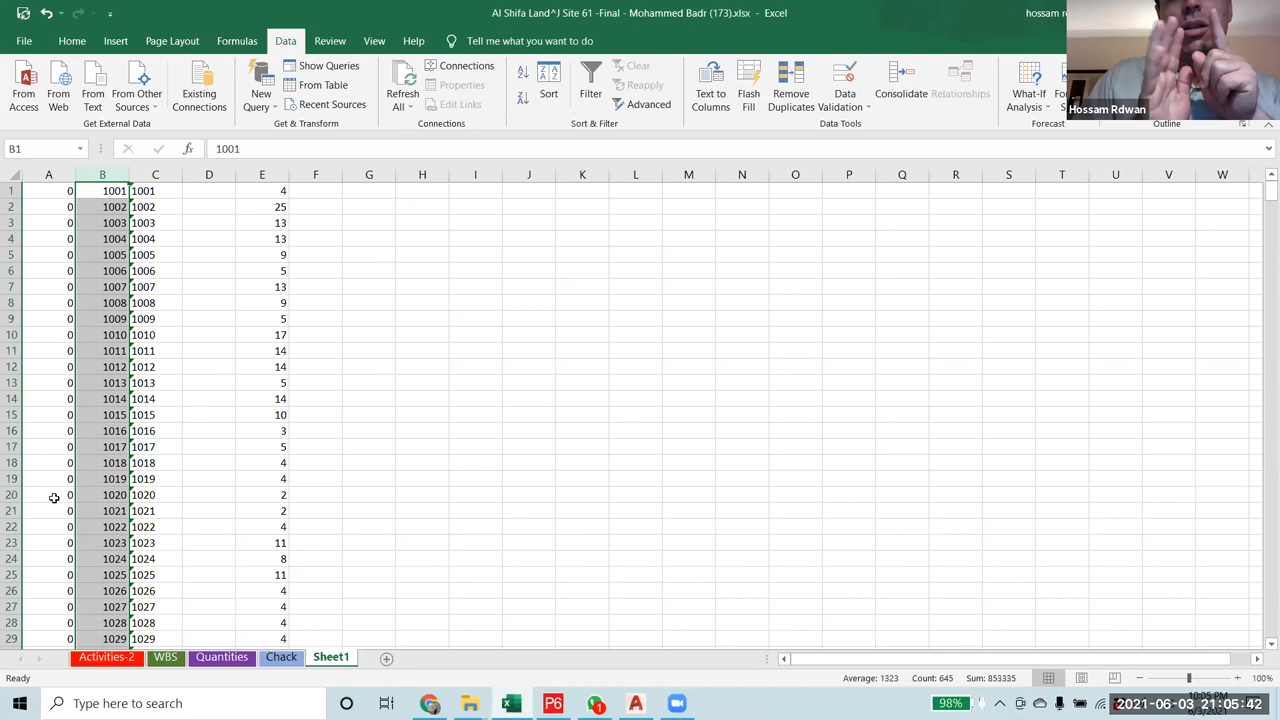 Al Shifa Land^J Site 61 -Final - Mohammed Badr (173).xlsx - Excel
hossam r
File Home Insert Page Layout Formulas Data Review View Help Tell me what you want to do
From Access
From Web
From Text
From Other Sources
Existing Connections
New Query
Show Queries
From Table
Recent Sources
Refresh All
Connections
Properties
Edit Links
Sort
Filter
Clear
Reapply
Advanced
Text to Columns
Flash Fill
Remove Duplicates
Data Validation
Consolidate
Relationships
What-If Analysis
Hossam Rdwan
Get External Data Get & Transform Connections Sort & Filter Data Tools Forecast Outline
B1 fx 1001
A B C D E F G H I J K L M N O P Q R S T U V W
1 0 1001 1001 4
2 0 1002 1002 25
3 0 1003 1003 13
4 0 1004 1004 13
5 0 1005 1005 9
6 0 1006 1006 5
7 0 1007 1007 13
8 0 1008 1008 9
9 0 1009 1009 5
10 0 1010 1010 17
11 0 1011 1011 14
12 0 1012 1012 14
13 0 1013 1013 5
14 0 1014 1014 14
15 0 1015 1015 10
16 0 1016 1016 3
17 0 1017 1017 5
18 0 1018 1018 4
19 0 1019 1019 4
20 0 1020 1020 2
21 0 1021 1021 2
22 0 1022 1022 4
23 0 1023 1023 11
24 0 1024 1024 8
25 0 1025 1025 11
26 0 1026 1026 4
27 0 1027 1027 4
28 0 1028 1028 4
29 0 1029 1029 4
Activities-2 WBS Quantities Chack Sheet1
Ready Average: 1323 Count: 645 Sum: 853335 100%
Type here to search P6 1 98% 2021-06-03 21:05:42